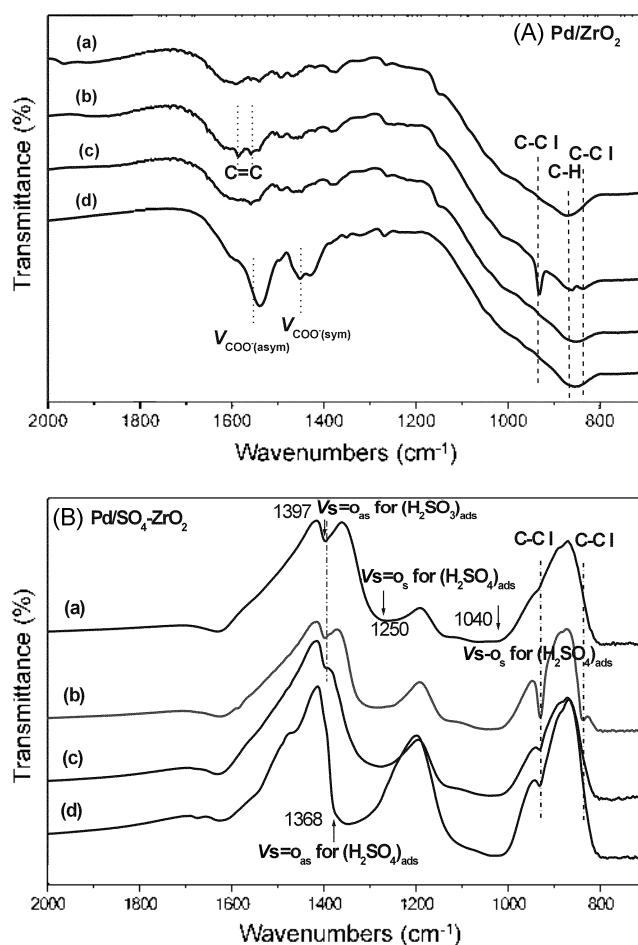 (A) Pd/ZrO2
(a)
(b)
(c)
(d)
C=C
C-Cl
C-H
C-Cl
VCOO-(asym)
VCOO-(sym)
Transmittance (%)
2000 1800 1600 1400 1200 1000 800
Wavenumbers (cm-1)
(B) Pd/SO4-ZrO2
1397 Vs=oas for (H2SO3)ads
C-Cl C-Cl
Vs=os for (H2SO4)ads
(a)
1250
1040
Vs-os for (H2SO4)ads
(b)
(c)
(d)
1368
Vs=oas for (H2SO4)ads
Transmittance (%)
2000 1800 1600 1400 1200 1000 800
Wavenumbers (cm-1)